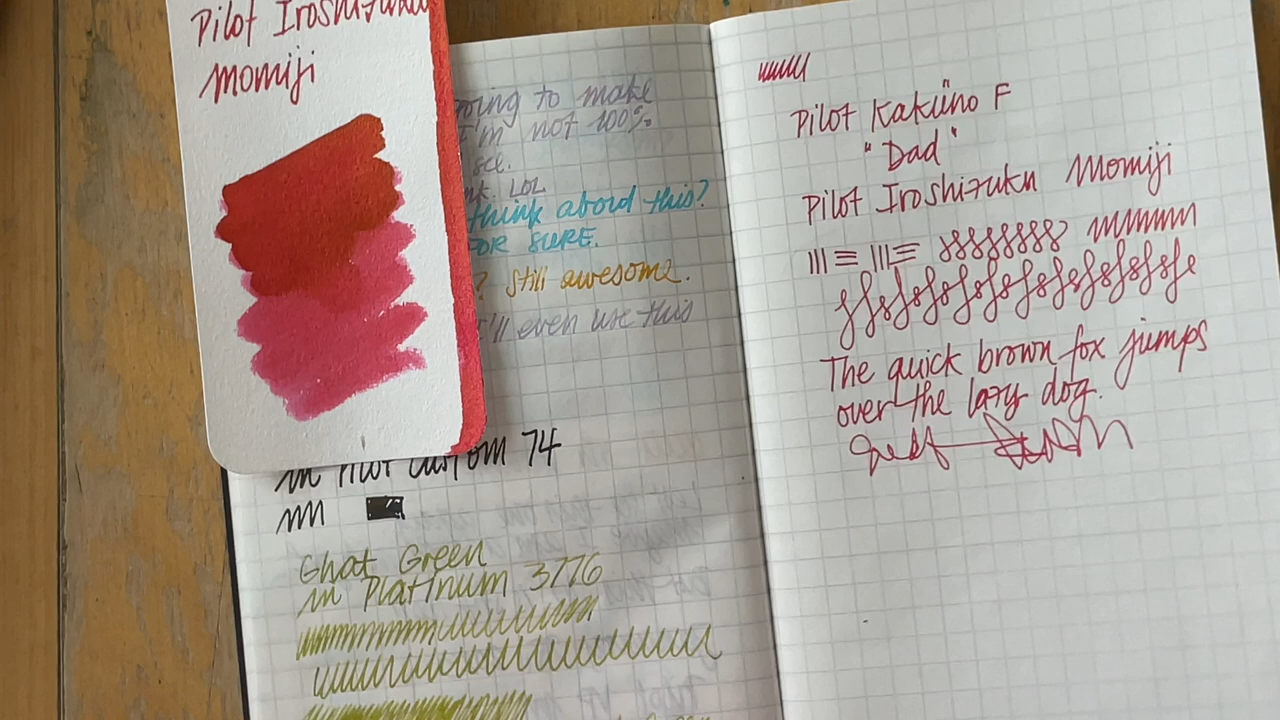 Pilot Iroshizuku
momiji
going to make
I'm not 100%
LOL
think about this?
FOR SURE.
? Still awesome.
I'll even use this
in Pilot Custom 74
Ghat Green
in Platinum 3776
Pilot Kaküno F
"Dad"
Pilot Iroshizuku Momiji
The quick brown fox jumps
over the lazy dog.